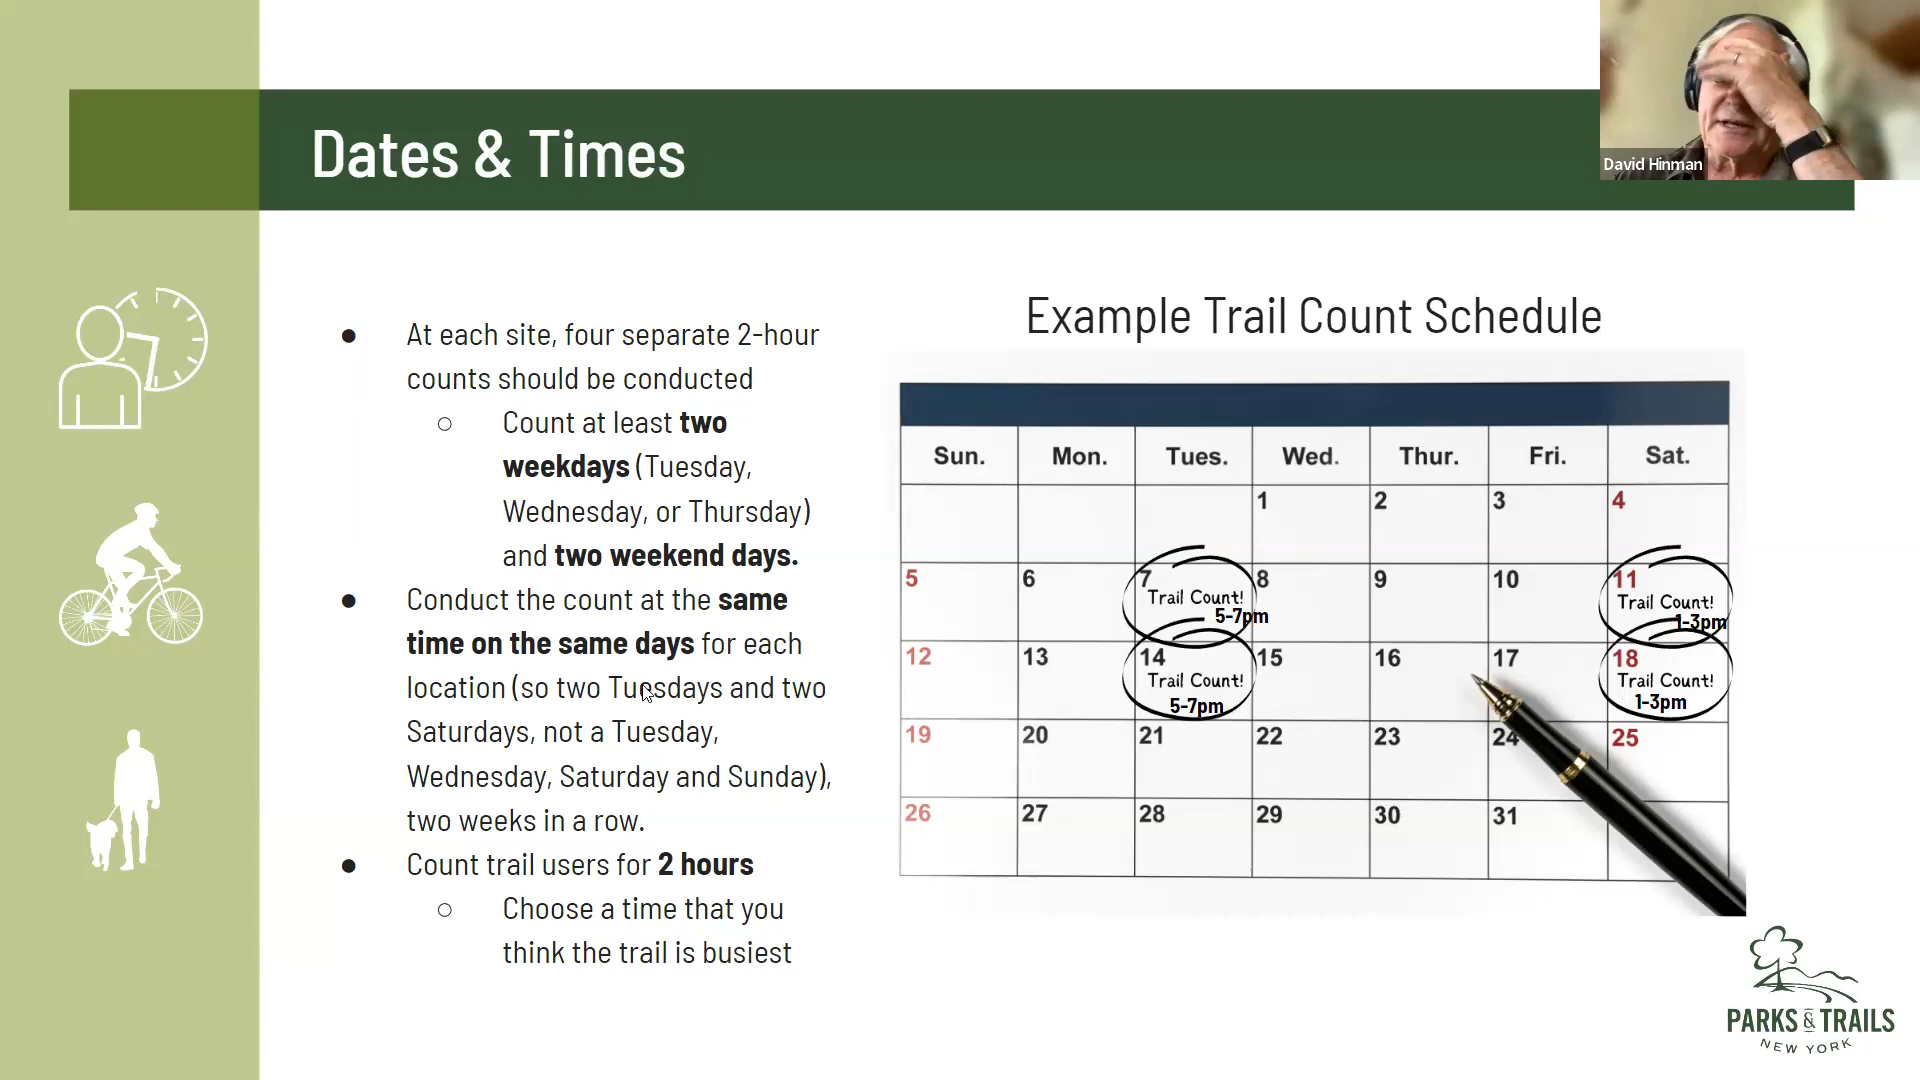 Dates & Times
David Hinman
● At each site, four separate 2-hour
counts should be conducted
○ Count at least two
weekdays (Tuesday,
Wednesday, or Thursday)
and two weekend days.
● Conduct the count at the same
time on the same days for each
location (so two Tuesdays and two
Saturdays, not a Tuesday,
Wednesday, Saturday and Sunday),
two weeks in a row.
● Count trail users for 2 hours
○ Choose a time that you
think the trail is busiest
Example Trail Count Schedule
Sun. Mon. Tues. Wed. Thur. Fri. Sat.
1 2 3 4
5 6 7 8 9 10 11
Trail Count! Trail Count!
5-7pm 1-3pm
12 13 14 15 16 17 18
Trail Count! Trail Count!
5-7pm 1-3pm
19 20 21 22 23 24 25
26 27 28 29 30 31
PARKS & TRAILS
NEW YORK